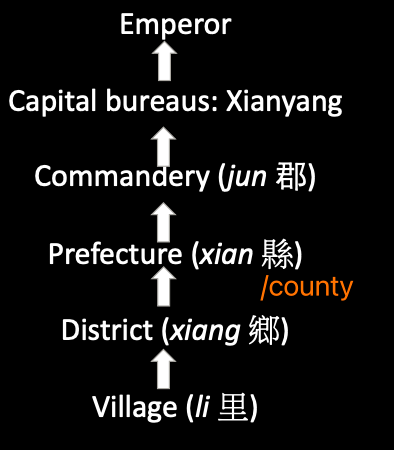 Emperor
Capital bureaus: Xianyang
Commandery (jun 郡)
Prefecture (xian 縣)
/county
District (xiang 鄉)
Village (li 里)